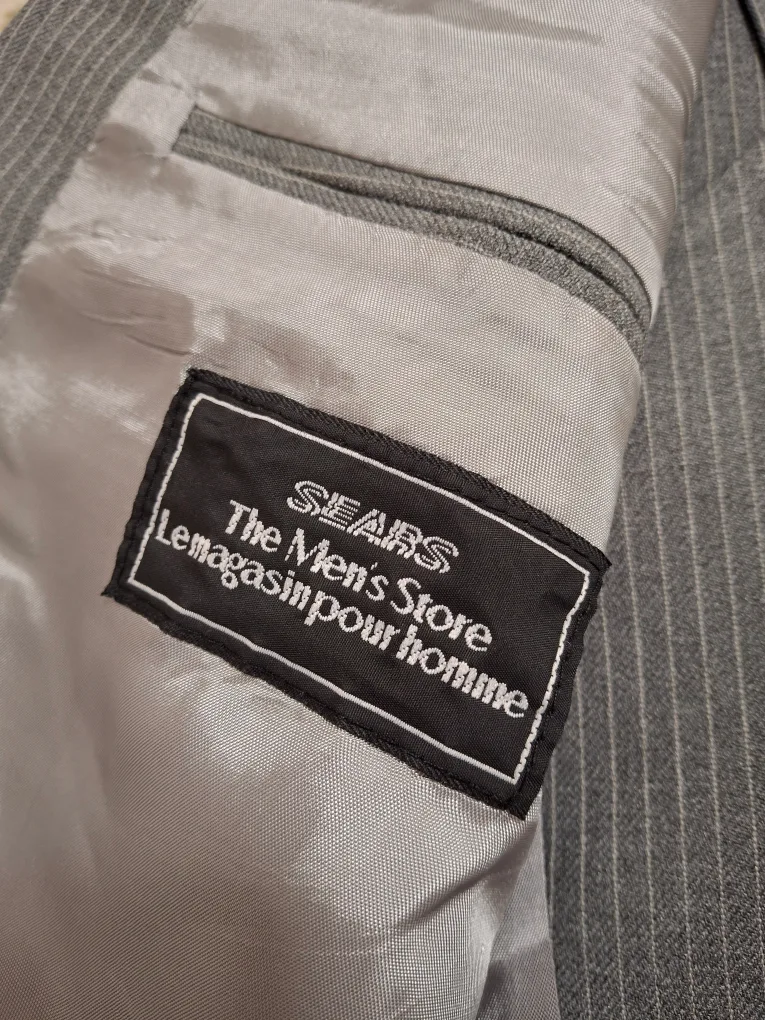 SEARS
The Men's Store
Le magasin pour homme